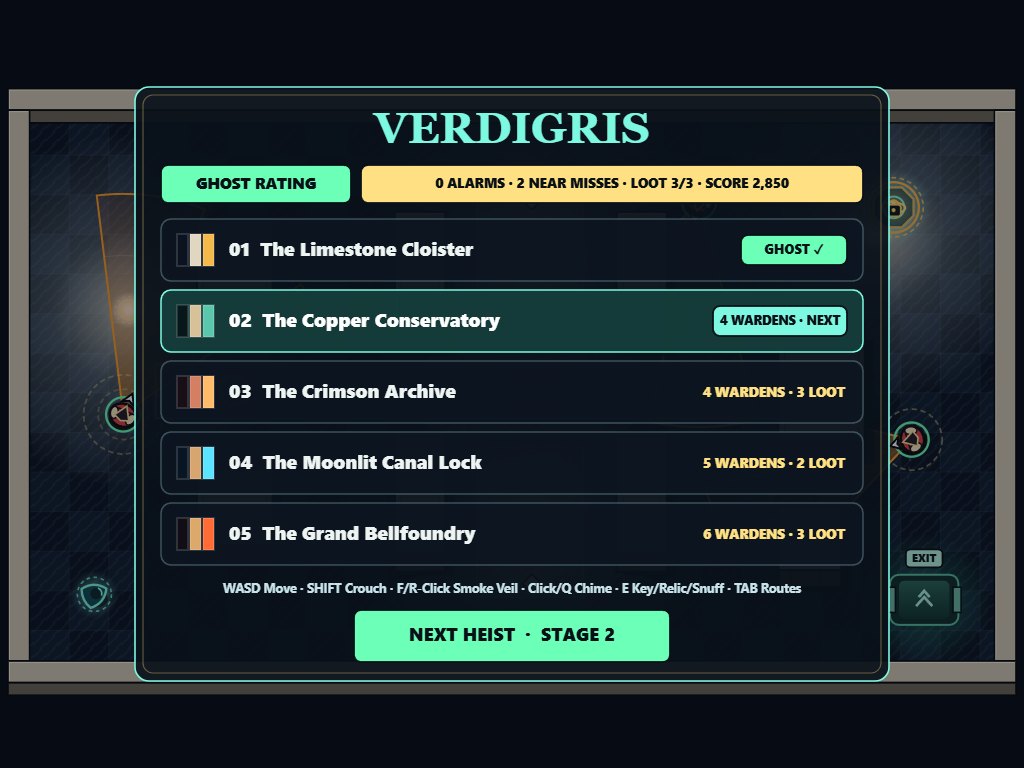 VERDIGRIS
GHOST RATING
0 ALARMS · 2 NEAR MISSES · LOOT 3/3 · SCORE 2,850
01 The Limestone Cloister
GHOST ✓
02 The Copper Conservatory
4 WARDENS · NEXT
03 The Crimson Archive
4 WARDENS · 3 LOOT
04 The Moonlit Canal Lock
5 WARDENS · 2 LOOT
05 The Grand Bellfoundry
6 WARDENS · 3 LOOT
EXIT
WASD Move · SHIFT Crouch · F/R-Click Smoke Veil · Click/Q Chime · E Key/Relic/Snuff · TAB Routes
NEXT HEIST · STAGE 2